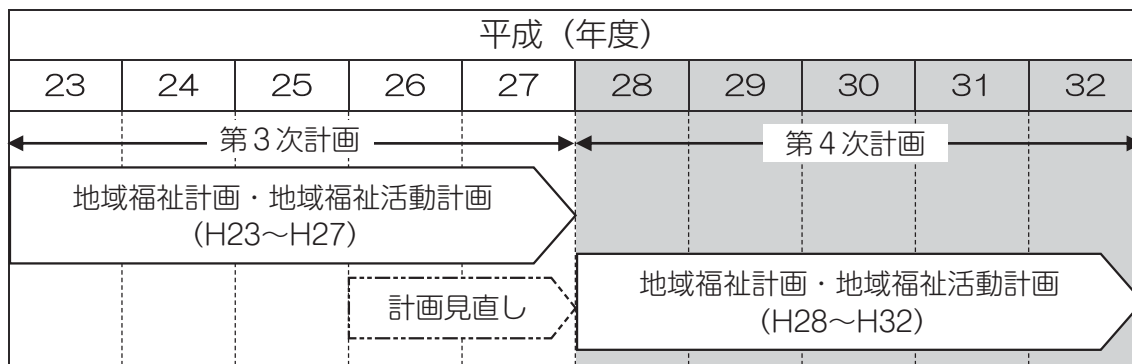 平成（年度）
23 24 25 26 27 28 29 30 31 32
第3次計画 第4次計画
地域福祉計画・地域福祉活動計画
（H23～H27）
計画見直し
地域福祉計画・地域福祉活動計画
（H28～H32）